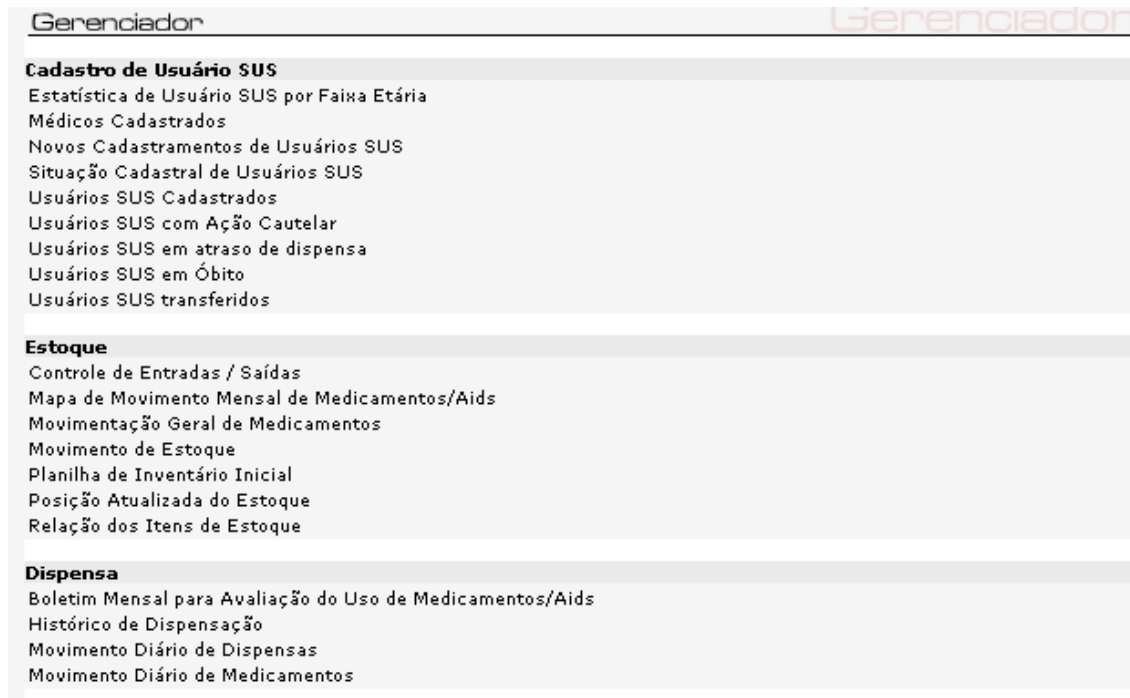 Gerenciador
Gerenciador
Cadastro de Usuário SUS
Estatística de Usuário SUS por Faixa Etária
Médicos Cadastrados
Novos Cadastramentos de Usuários SUS
Situação Cadastral de Usuários SUS
Usuários SUS Cadastrados
Usuários SUS com Ação Cautelar
Usuários SUS em atraso de dispensa
Usuários SUS em Óbito
Usuários SUS transferidos
Estoque
Controle de Entradas / Saídas
Mapa de Movimento Mensal de Medicamentos/Aids
Movimentação Geral de Medicamentos
Movimento de Estoque
Planilha de Inventário Inicial
Posição Atualizada do Estoque
Relação dos Itens de Estoque
Dispensa
Boletim Mensal para Avaliação do Uso de Medicamentos/Aids
Histórico de Dispensação
Movimento Diário de Dispensas
Movimento Diário de Medicamentos